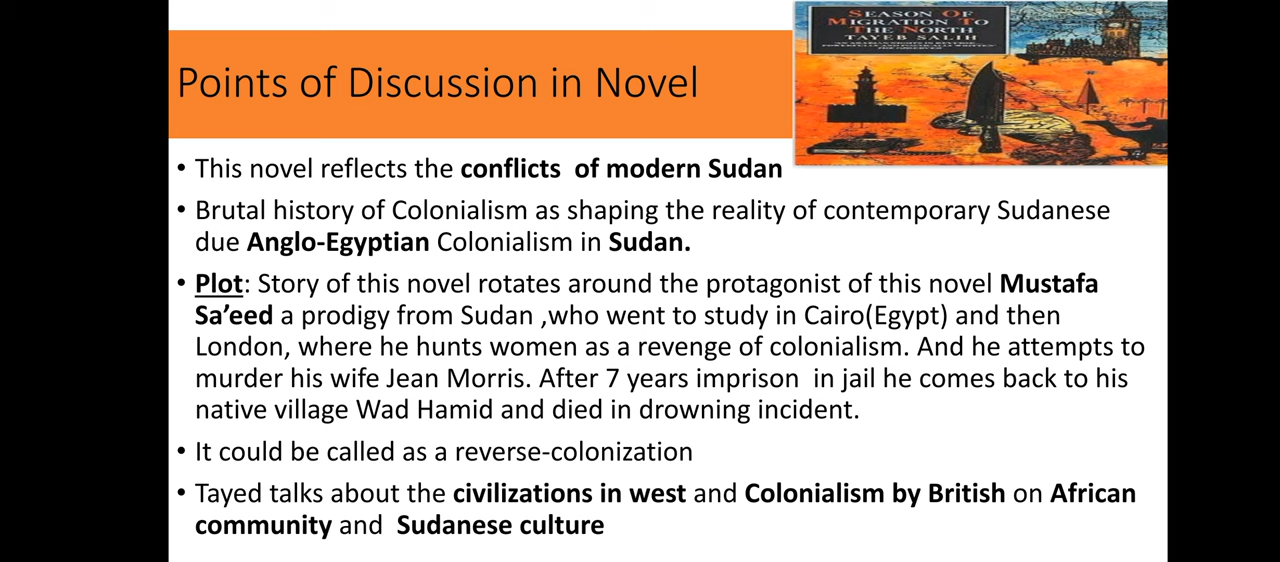 SEASON OF
MIGRATION TO
THE NORTH
TAYEB SALIH
Points of Discussion in Novel
• This novel reflects the conflicts of modern Sudan
• Brutal history of Colonialism as shaping the reality of contemporary Sudanese
due Anglo-Egyptian Colonialism in Sudan.
• Plot: Story of this novel rotates around the protagonist of this novel Mustafa
Sa’eed a prodigy from Sudan ,who went to study in Cairo(Egypt) and then
London, where he hunts women as a revenge of colonialism. And he attempts to
murder his wife Jean Morris. After 7 years imprison in jail he comes back to his
native village Wad Hamid and died in drowning incident.
• It could be called as a reverse-colonization
• Tayed talks about the civilizations in west and Colonialism by British on African
community and Sudanese culture